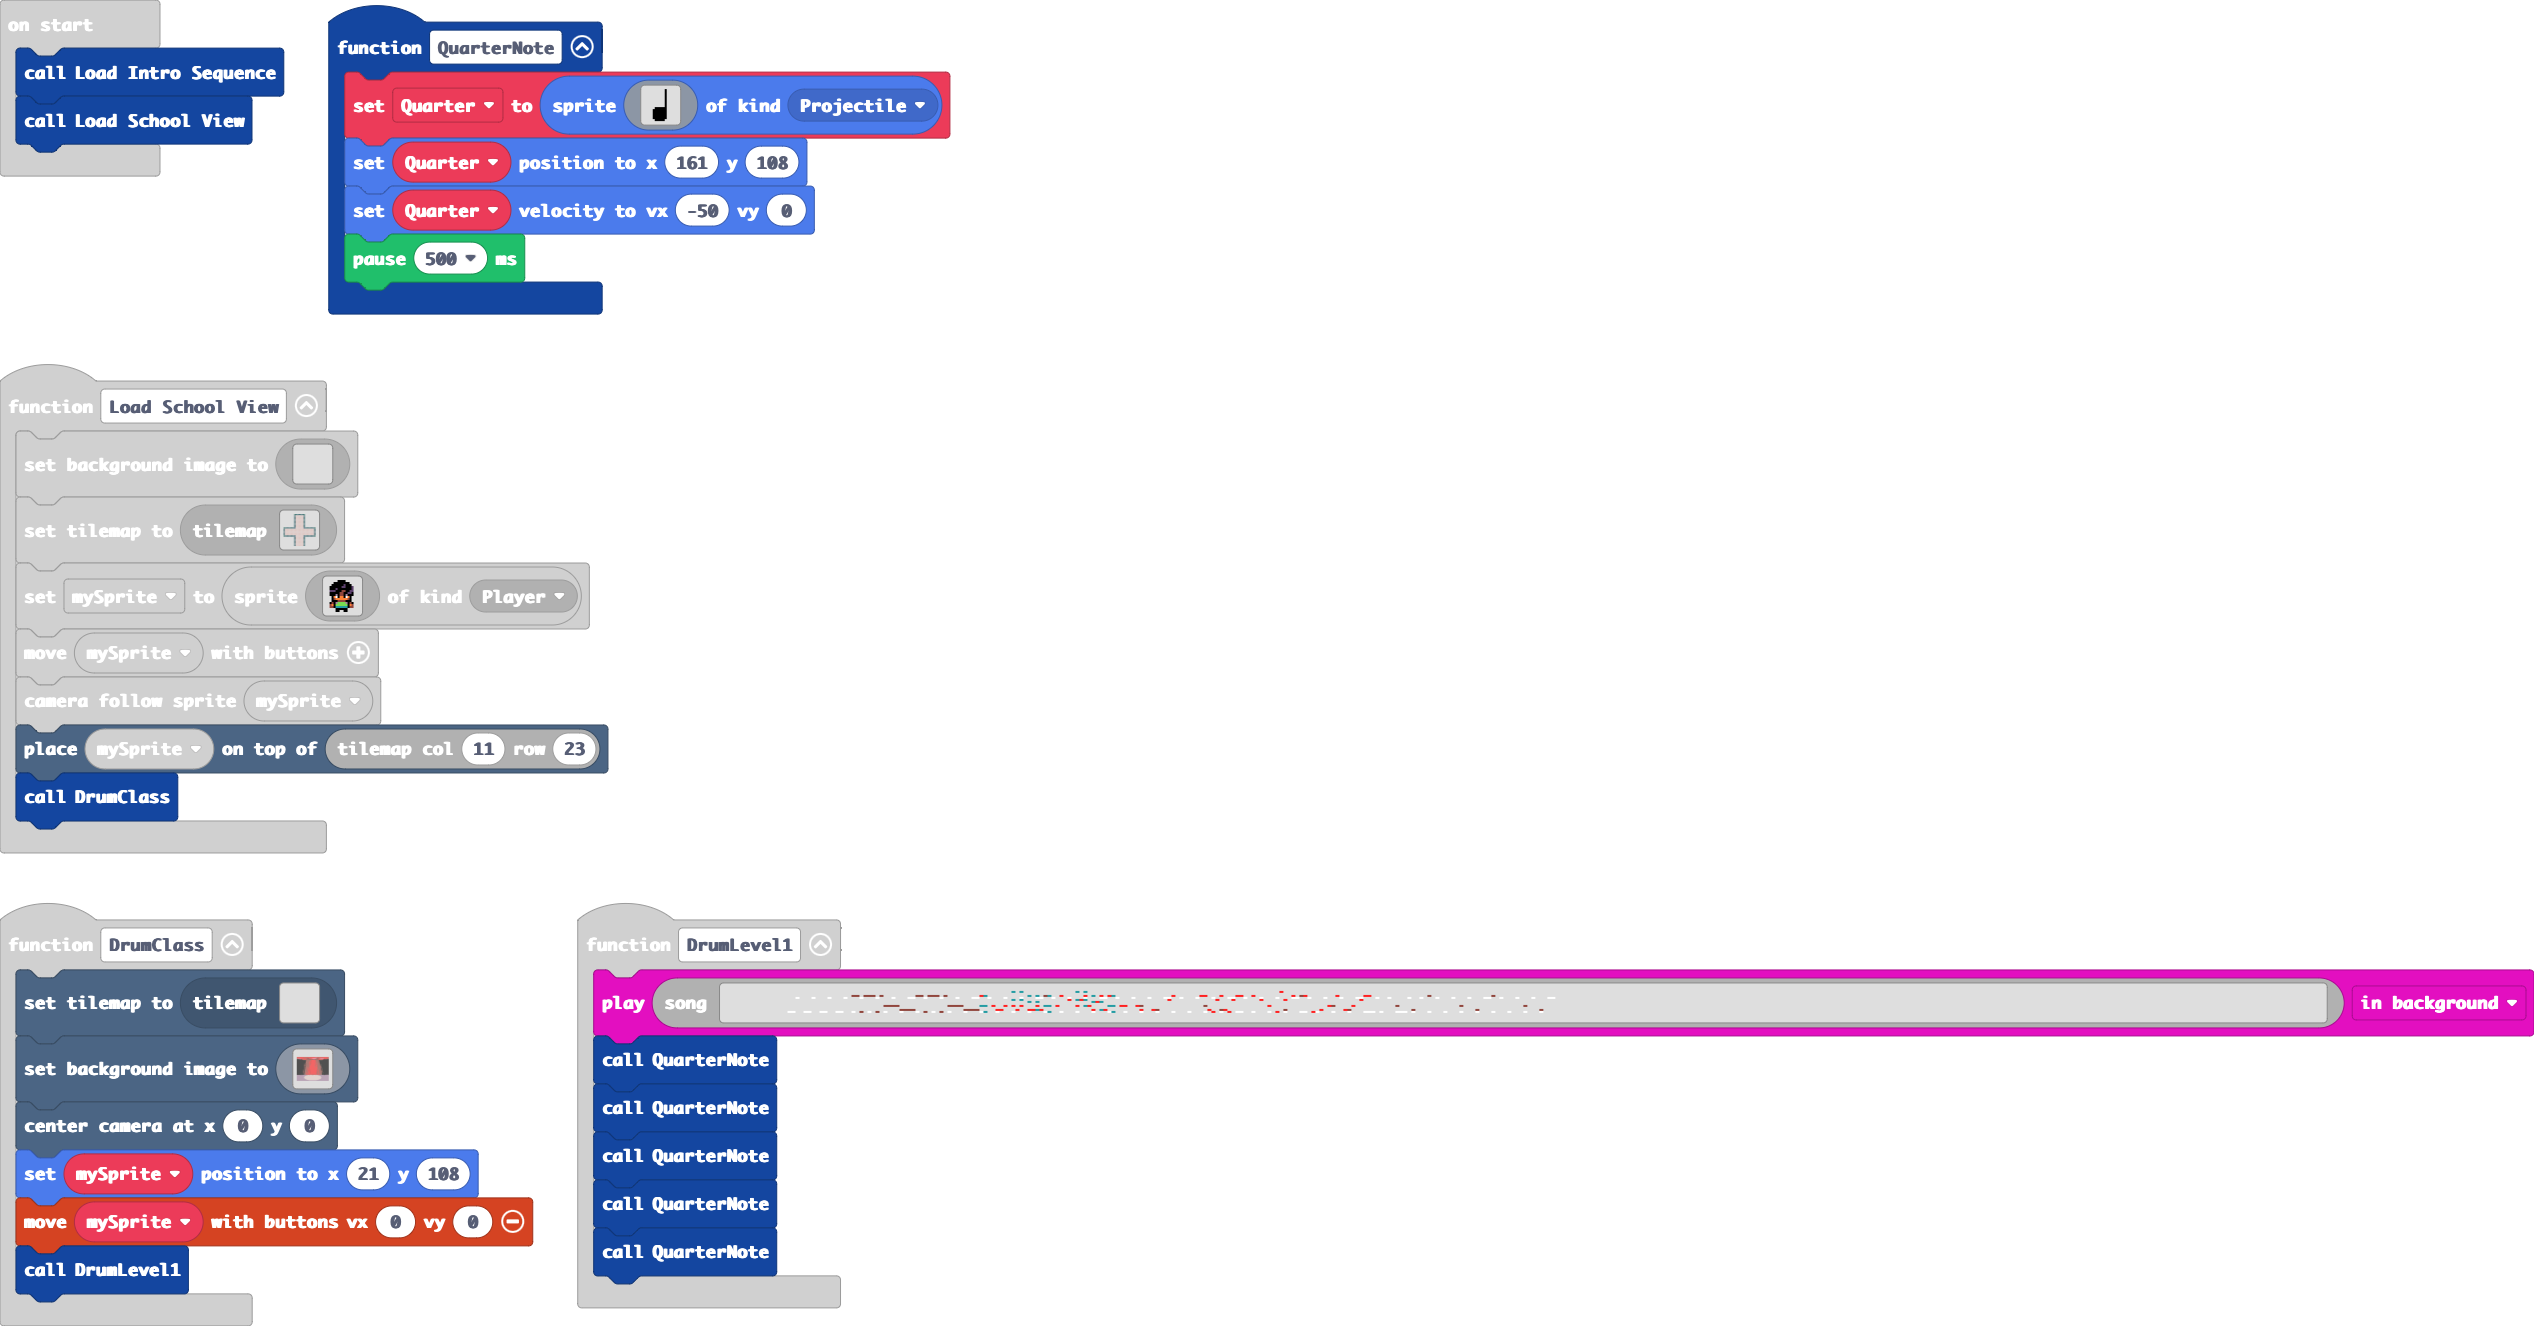 on start
call Load Intro Sequence
call Load School View
function QuarterNote
set Quarter to sprite of kind Projectile
set Quarter position to x 161 y 108
set Quarter velocity to vx -50 vy 0
pause 500 ms
function Load School View
set background image to
set tilemap to tilemap
set mySprite to sprite of kind Player
move mySprite with buttons
camera follow sprite mySprite
place mySprite on top of tilemap col 11 row 23
call DrumClass
function DrumClass
set tilemap to tilemap
set background image to
center camera at x 0 y 0
set mySprite position to x 21 y 108
move mySprite with buttons vx 0 vy 0
call DrumLevel1
function DrumLevel1
play song in background
call QuarterNote
call QuarterNote
call QuarterNote
call QuarterNote
call QuarterNote